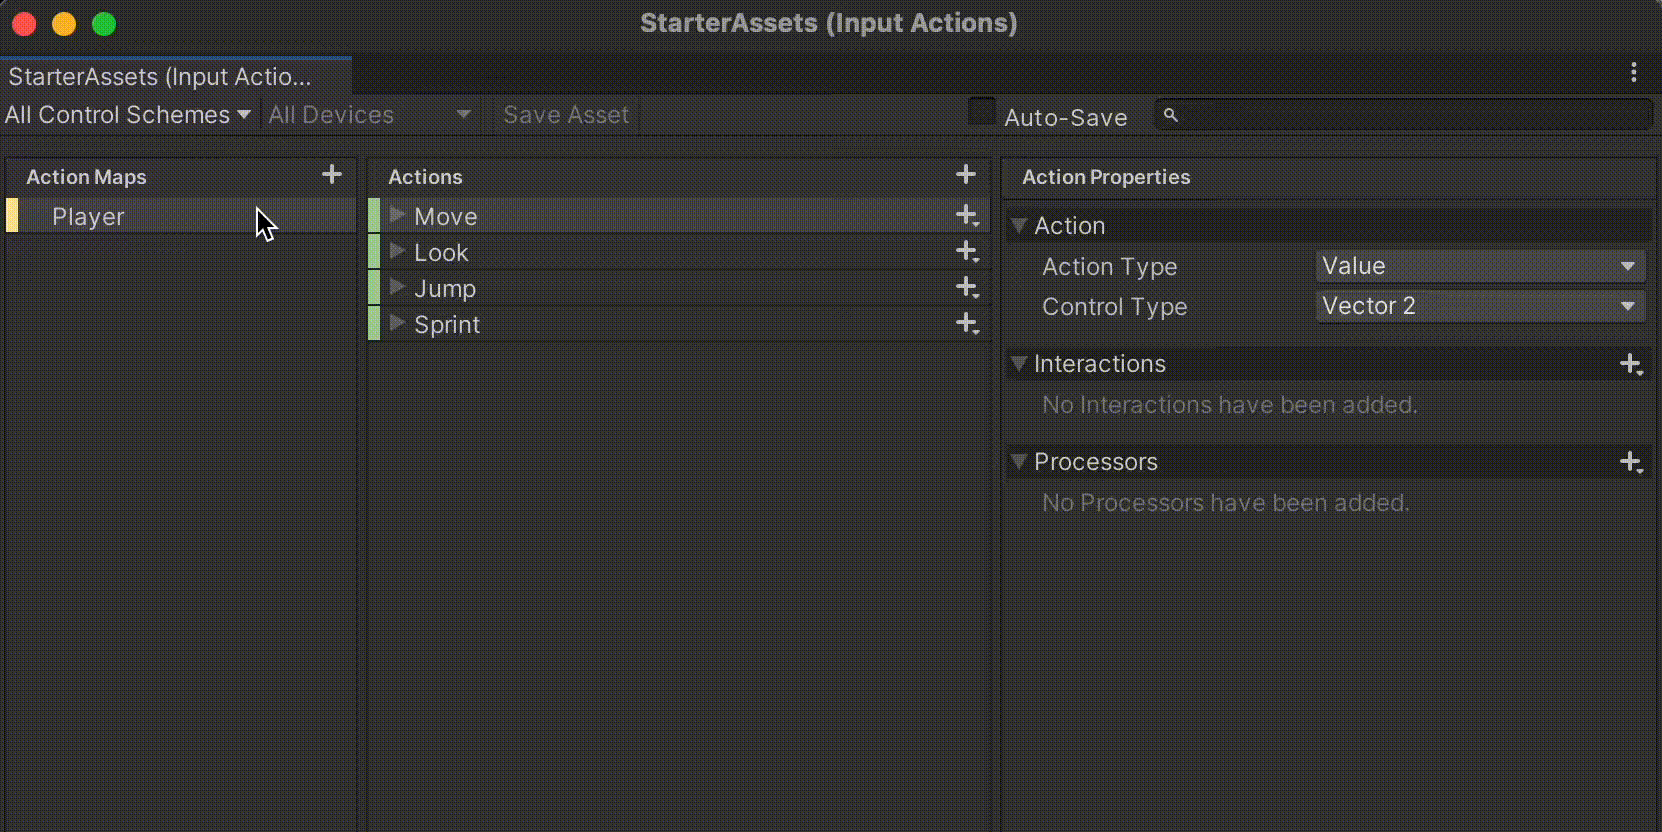 StarterAssets (Input Actions)
StarterAssets (Input Actio...
All Control Schemes All Devices Save Asset Auto-Save
Action Maps
Player
Actions
Move
Look
Jump
Sprint
Action Properties
Action
Action Type Value
Control Type Vector 2
Interactions
No Interactions have been added.
Processors
No Processors have been added.